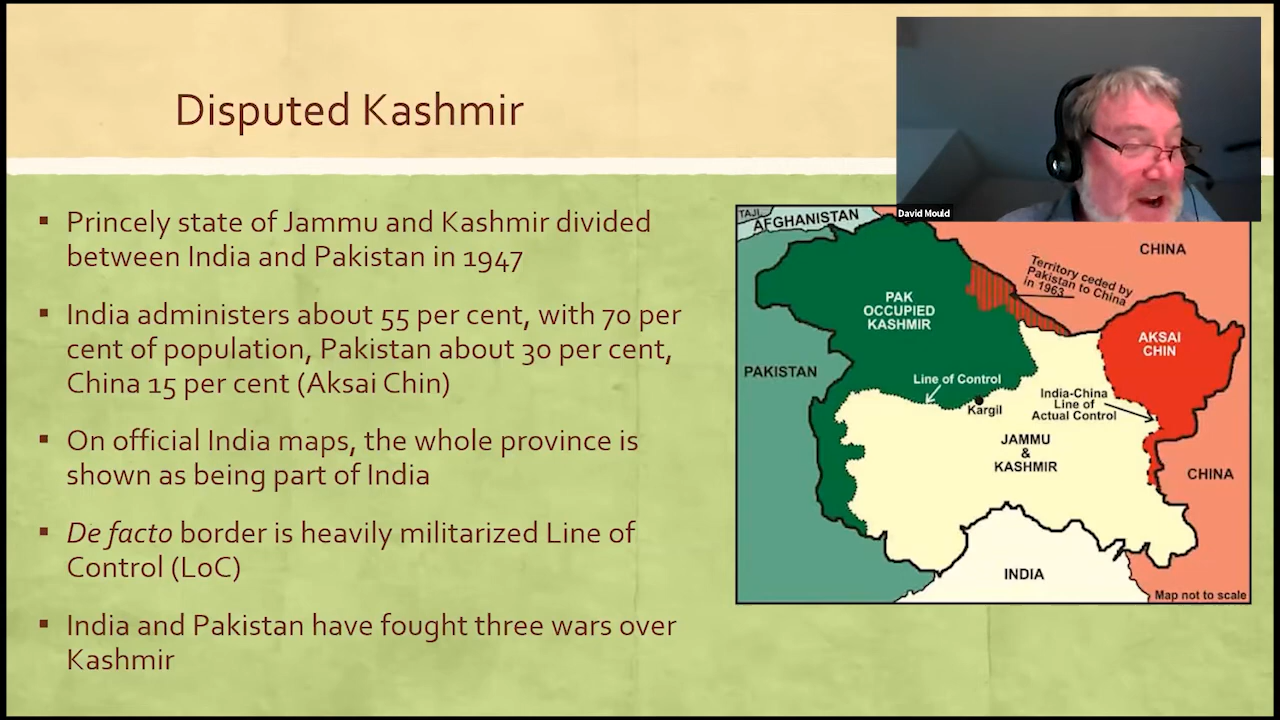 Disputed Kashmir
▪ Princely state of Jammu and Kashmir divided
between India and Pakistan in 1947
▪ India administers about 55 per cent, with 70 per
cent of population, Pakistan about 30 per cent,
China 15 per cent (Aksai Chin)
▪ On official India maps, the whole province is
shown as being part of India
▪ De facto border is heavily militarized Line of
Control (LoC)
▪ India and Pakistan have fought three wars over
Kashmir
David Mould
TAJI
AFGHANISTAN
CHINA
Territory ceded by
Pakistan to China
in 1963
PAK
OCCUPIED
KASHMIR
AKSAI
CHIN
PAKISTAN
Line of Control
Kargil
India-China
Line of
Actual Control
JAMMU
&
KASHMIR
CHINA
INDIA
Map not to scale